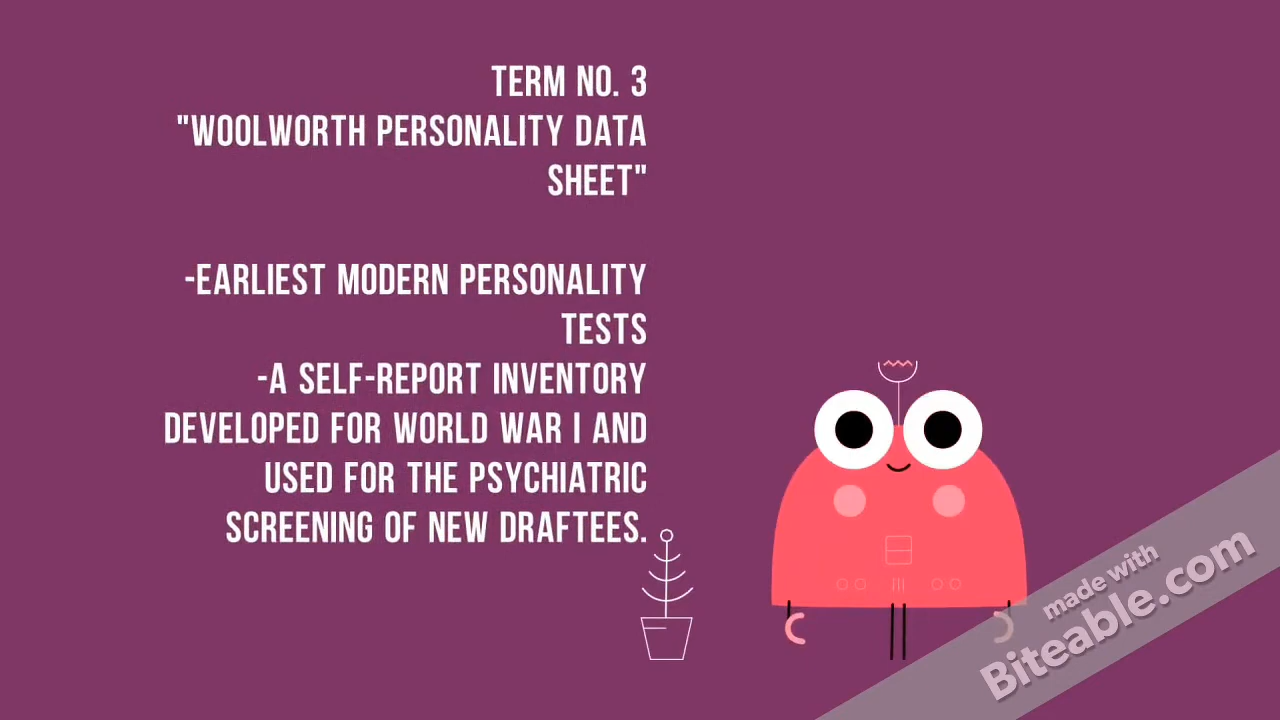 TERM NO. 3
"WOOLWORTH PERSONALITY DATA
SHEET"
-EARLIEST MODERN PERSONALITY
TESTS
-A SELF-REPORT INVENTORY
DEVELOPED FOR WORLD WAR I AND
USED FOR THE PSYCHIATRIC
SCREENING OF NEW DRAFTEES.
made with
Biteable.com